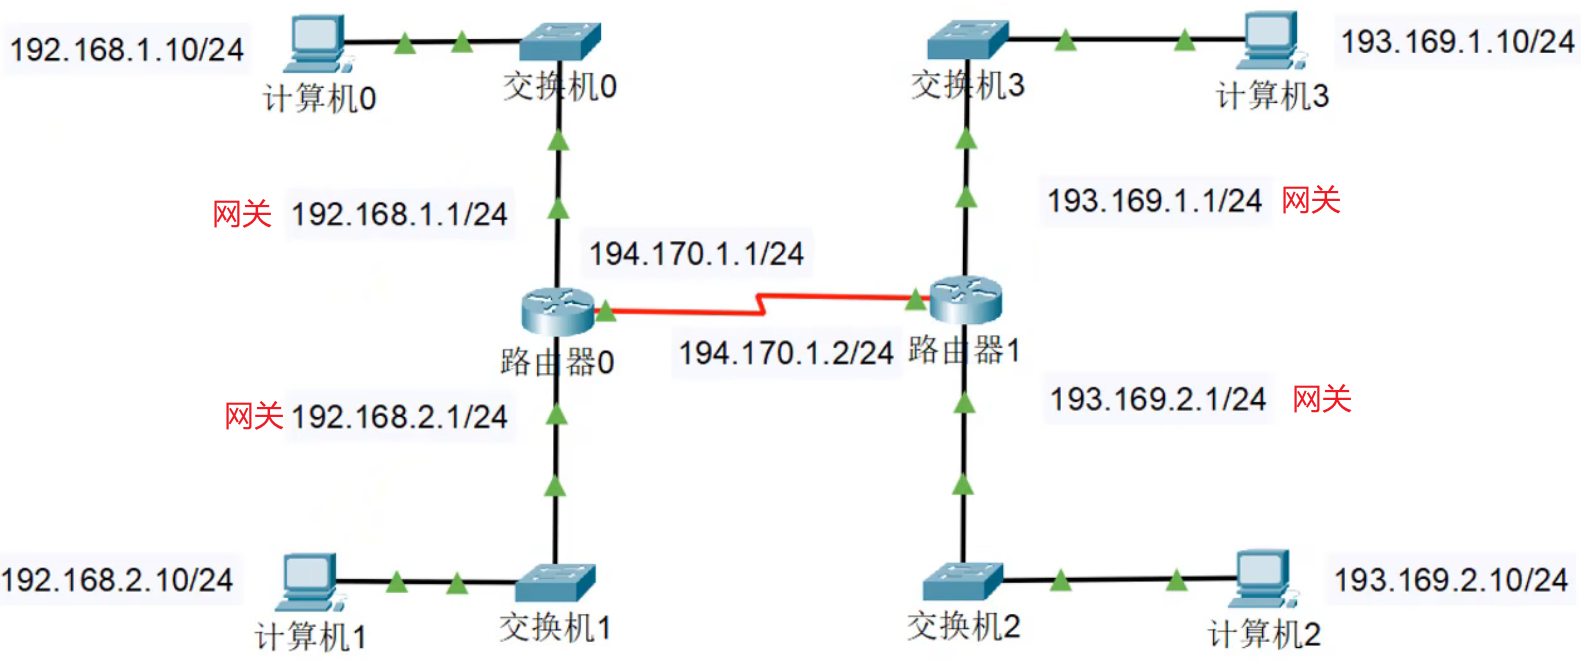 192.168.1.10/24
计算机0
交换机0
交换机3
计算机3
193.169.1.10/24
网关 192.168.1.1/24
193.169.1.1/24 网关
194.170.1.1/24
路由器0
194.170.1.2/24
路由器1
网关 192.168.2.1/24
193.169.2.1/24 网关
192.168.2.10/24
计算机1
交换机1
交换机2
计算机2
193.169.2.10/24